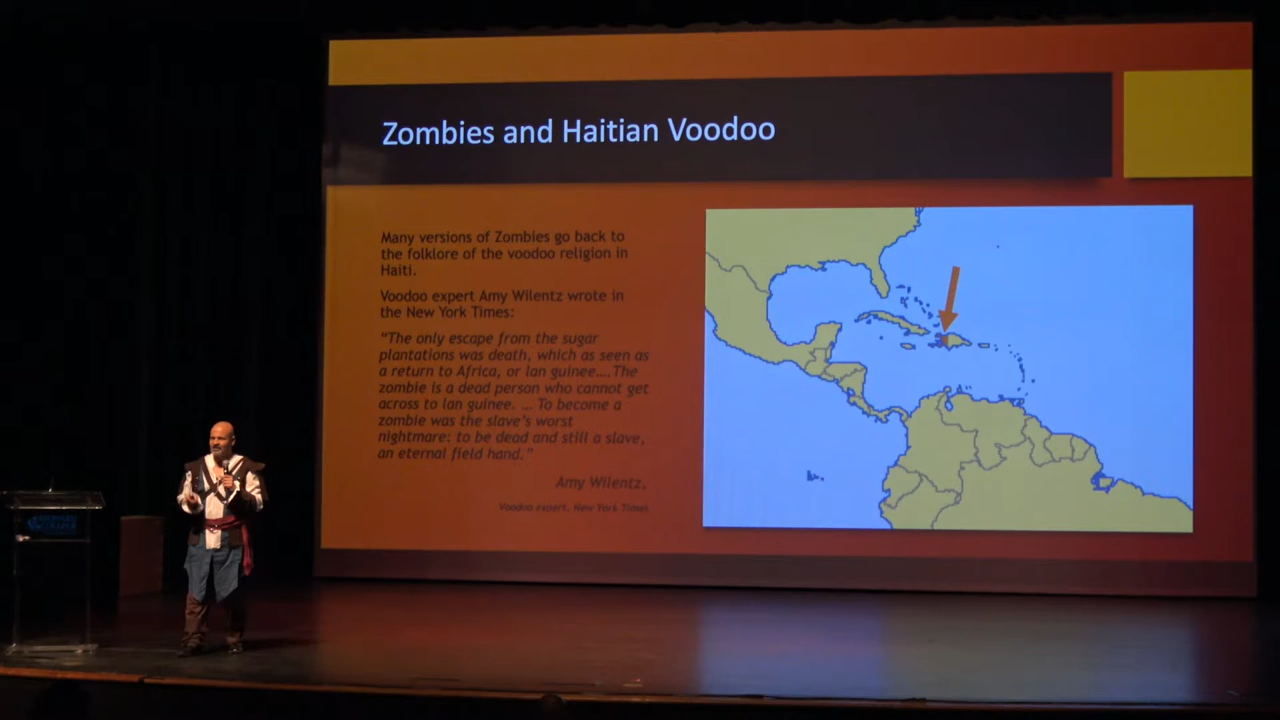 Zombies and Haitian Voodoo
Many versions of Zombies go back to
the folklore of the voodoo religion in
Haiti.
Voodoo expert Amy Wilentz wrote in
the New York Times:
“The only escape from the sugar
plantations was death, which as seen as
a return to Africa, or lan guinee….The
zombie is a dead person who cannot get
across to lan guinee. … To become a
zombie was the slave’s worst
nightmare: to be dead and still a slave,
an eternal field hand.”
Amy Wilentz,
Voodoo expert, New York Times